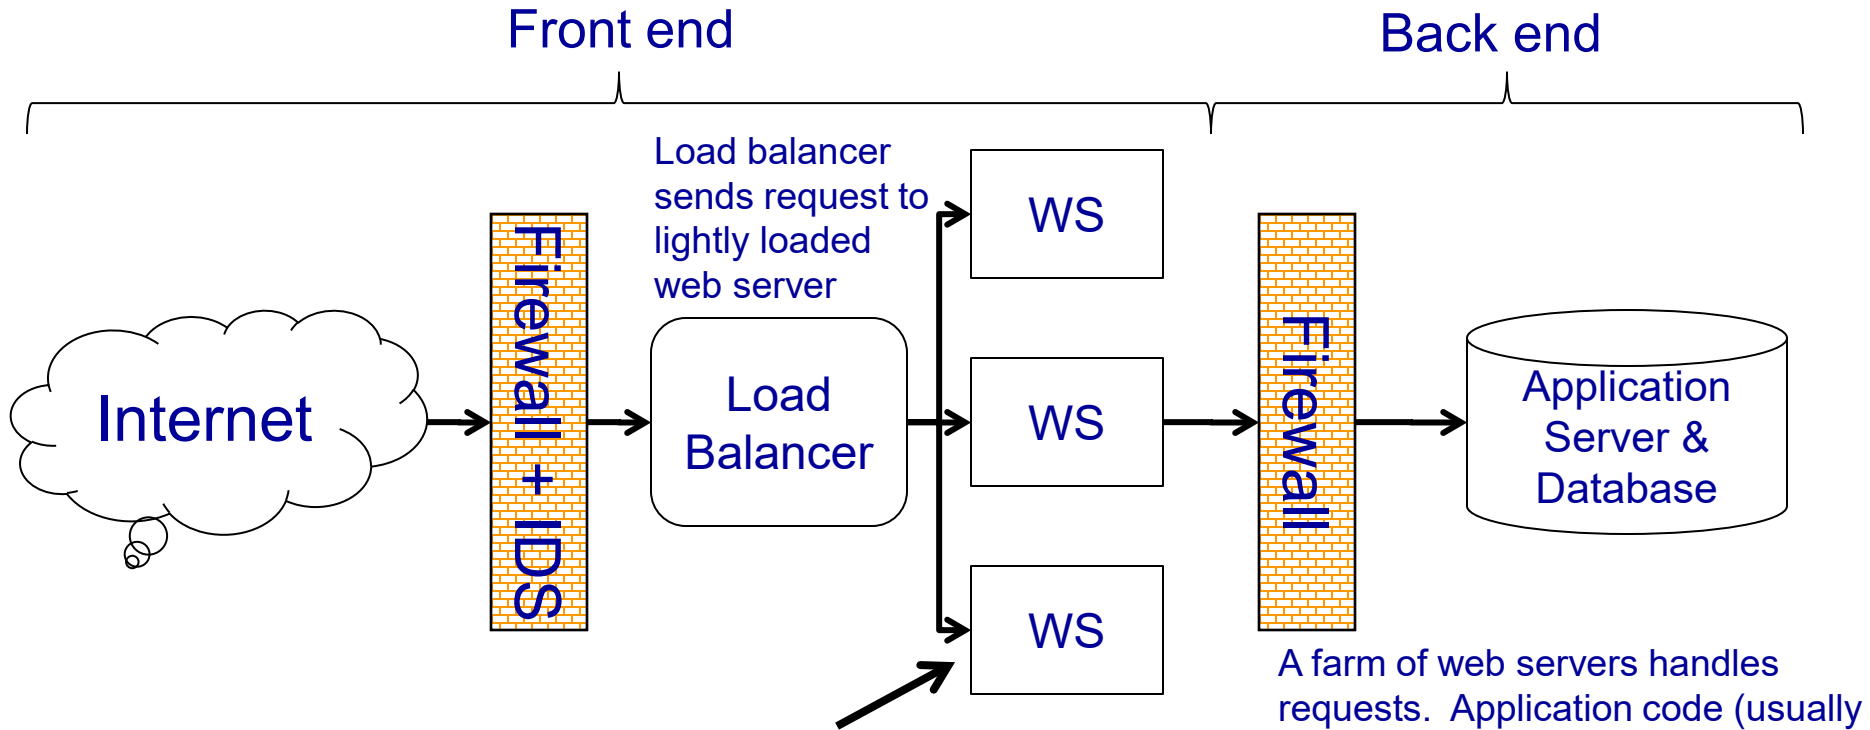 Front end
Back end
Load balancer
sends request to
lightly loaded
web server
WS
Firewall + IDS
Internet
Load
Balancer
WS
WS
Firewall
Application
Server &
Database
A farm of web servers handles
requests.  Application code (usually